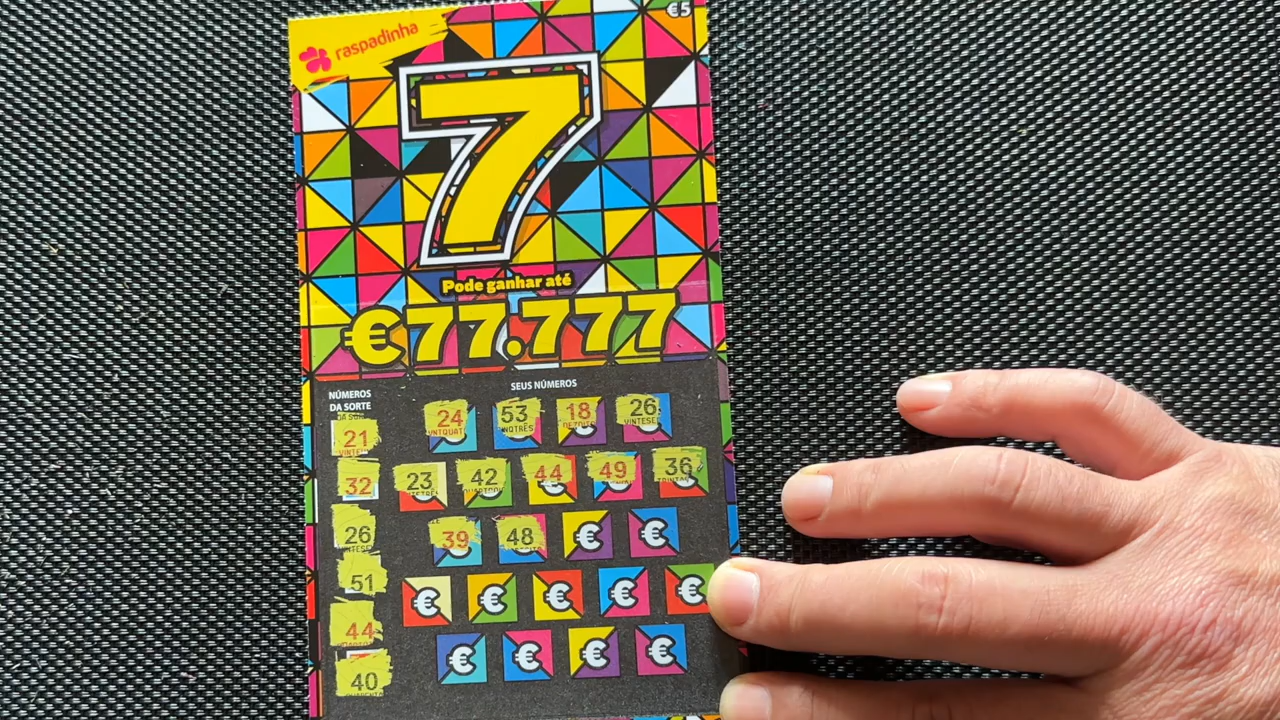 €5
raspadinha
7
Pode ganhar até
€77.777
NÚMEROS
DA SORTE
SEUS NÚMEROS
24 53 18 26
21
32 23 42 44 49 36
26 39 48 € €
51 € € € € €
44
40 € € € €